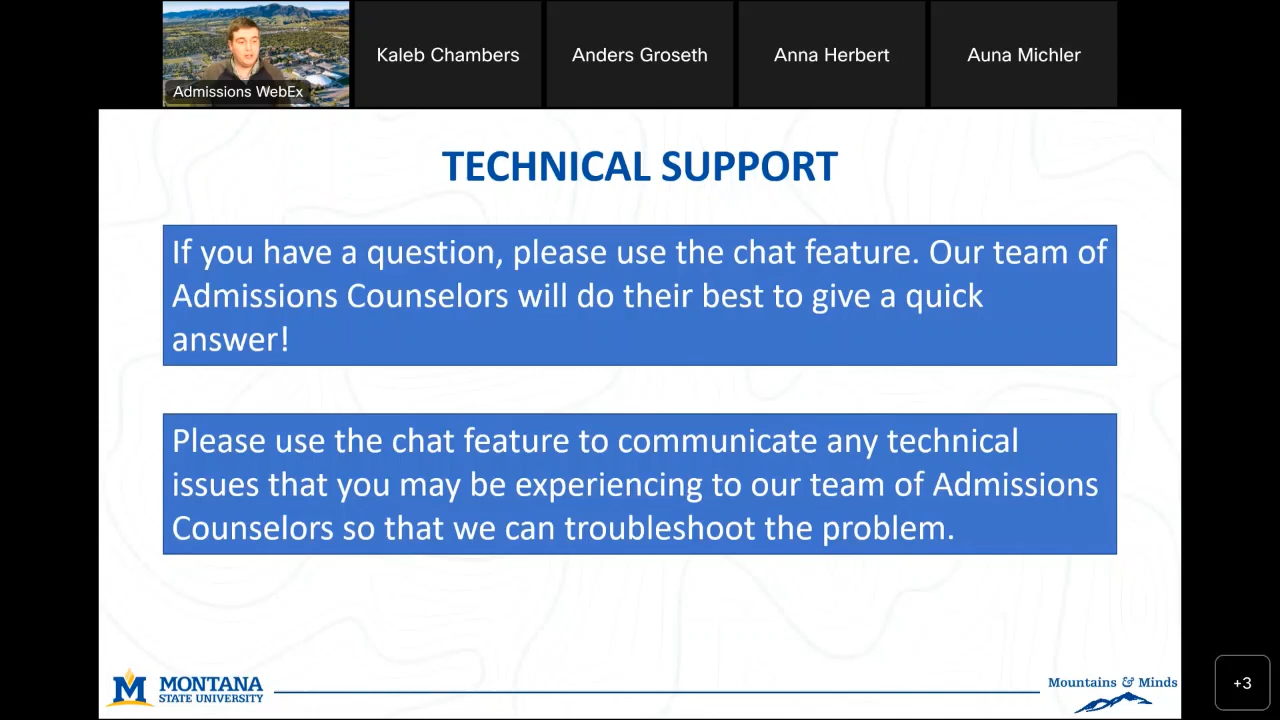 Admissions WebEx
Kaleb Chambers
Anders Groseth
Anna Herbert
Auna Michler
TECHNICAL SUPPORT
If you have a question, please use the chat feature. Our team of
Admissions Counselors will do their best to give a quick
answer!
Please use the chat feature to communicate any technical
issues that you may be experiencing to our team of Admissions
Counselors so that we can troubleshoot the problem.
M MONTANA
STATE UNIVERSITY
Mountains & Minds
+3